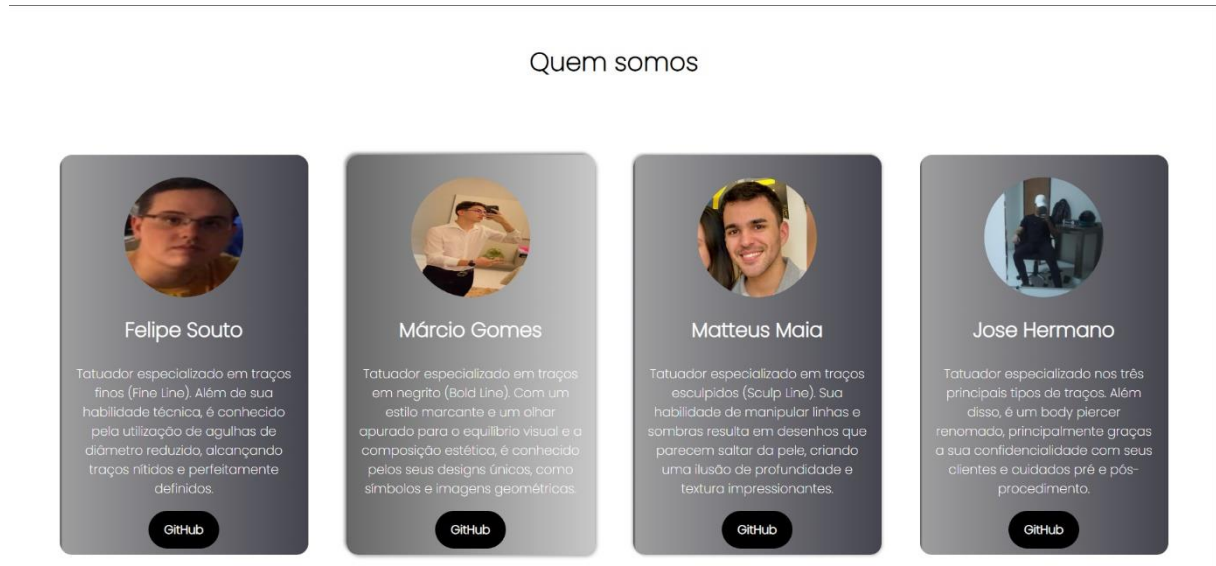 Quem somos
Felipe Souto
Tatuador especializado em traços
finos (Fine Line). Além de sua
habilidade técnica, é conhecido
pela utilização de agulhas de
diâmetro reduzido, alcançando
traços nítidos e perfeitamente
definidos.
GitHub
Márcio Gomes
Tatuador especializado em traços
em negrito (Bold Line). Com um
estilo marcante e um olhar
apurado para o equilíbrio visual e a
composição estética, é conhecido
pelos seus designs únicos, como
símbolos e imagens geométricas.
GitHub
Matteus Maia
Tatuador especializado em traços
esculpidos (Sculp Line). Sua
habilidade de manipular linhas e
sombras resulta em desenhos que
parecem saltar da pele, criando
uma ilusão de profundidade e
textura impressionantes.
GitHub
Jose Hermano
Tatuador especializado nos três
principais tipos de traços. Além
disso, é um body piercer
renomado, principalmente graças
a sua confidencialidade com seus
clientes e cuidados pré e pós-
procedimento.
GitHub